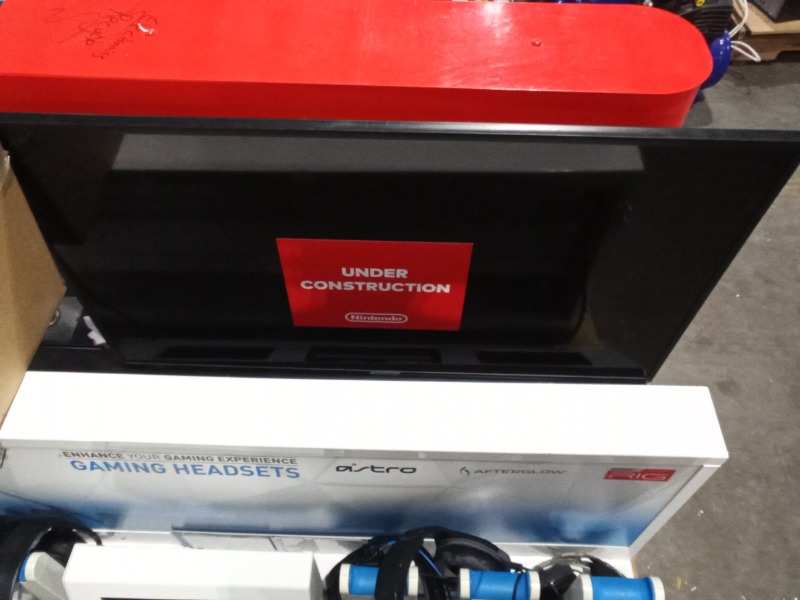 UNDER
CONSTRUCTION
Nintendo
ENHANCE YOUR GAMING EXPERIENCE
GAMING HEADSETS
astro
AFTERGLOW
RIG